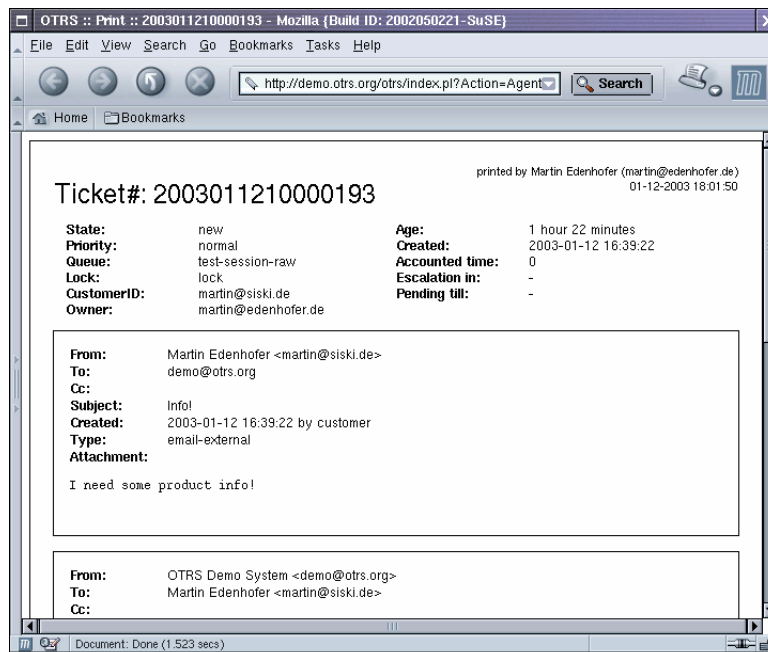 OTRS :: Print :: 2003011210000193 - Mozilla {Build ID: 2002050221-SuSE}
File Edit View Search Go Bookmarks Tasks Help
http://demo.otrs.org/otrs/index.pl?Action=Agent Search
Home Bookmarks
printed by Martin Edenhofer (martin@edenhofer.de)
01-12-2003 18:01:50
Ticket#: 2003011210000193
State: new Age: 1 hour 22 minutes
Priority: normal Created: 2003-01-12 16:39:22
Queue: test-session-raw Accounted time: 0
Lock: lock Escalation in: -
CustomerID: martin@siski.de Pending till: -
Owner: martin@edenhofer.de
From: Martin Edenhofer <martin@siski.de>
To: demo@otrs.org
Cc:
Subject: Info!
Created: 2003-01-12 16:39:22 by customer
Type: email-external
Attachment:
I need some product info!
From: OTRS Demo System <demo@otrs.org>
To: Martin Edenhofer <martin@siski.de>
Cc:
Document: Done (1.523 secs)